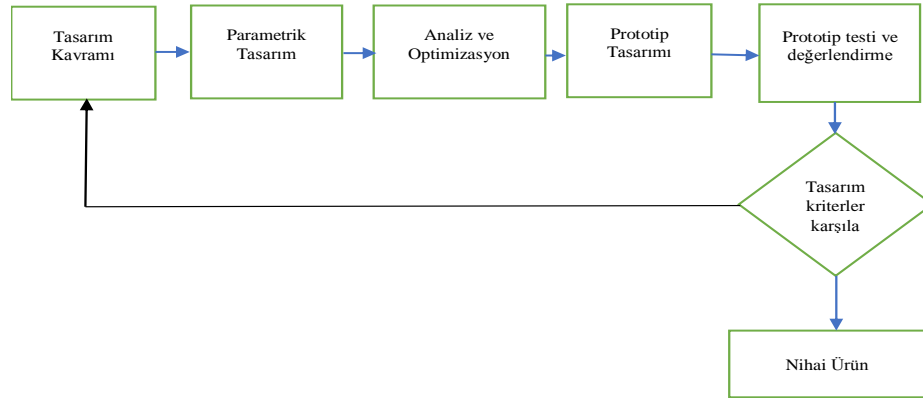 Tasarım
Kavramı
Parametrik
Tasarım
Analiz ve
Optimizasyon
Prototip
Tasarımı
Prototip testi ve
değerlendirme
Tasarım
kriterler
karşıla
Nihai Ürün